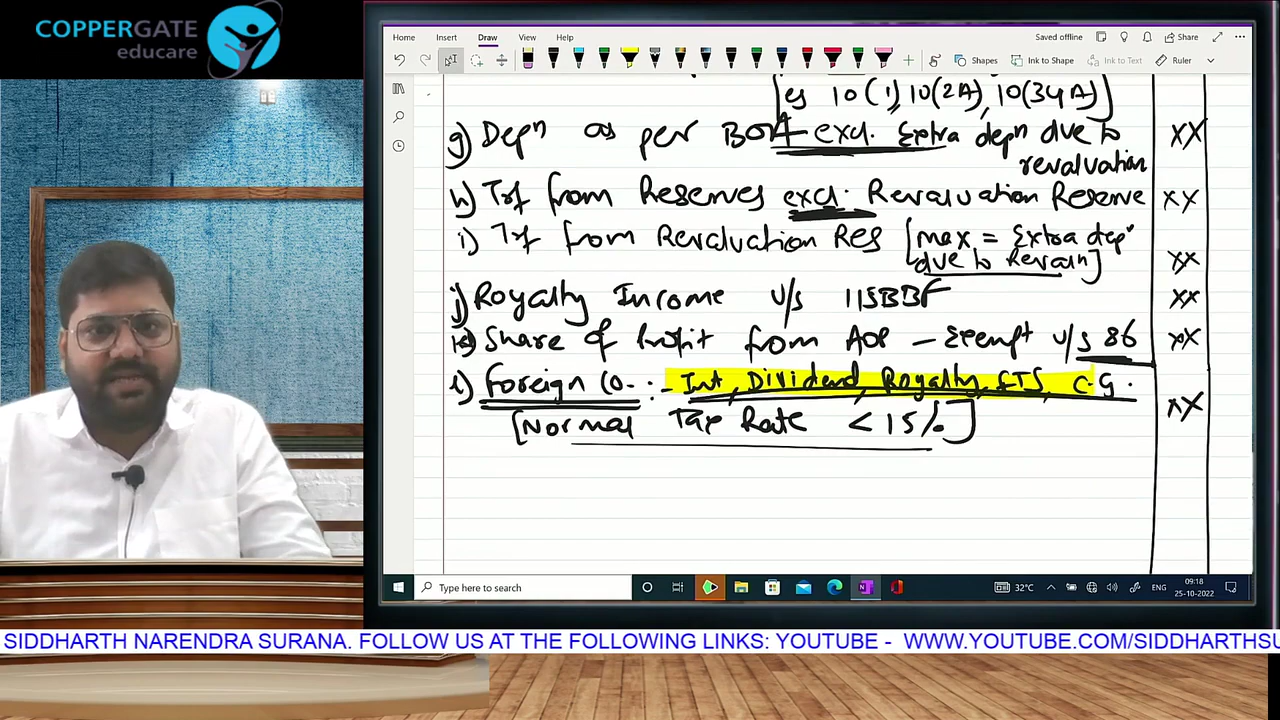 COPPERGATE
educare
Home Insert Draw View Help
Saved offline
Share
Shapes
Ink to Shape
Ink to Text
Ruler
es 10(1), 10(2A), 10(34A)]
g) Depn as per BOA excl. Extra depn due to revaluation XX
h) Trf from Reserves excl. Revaluation Reserve XX
i) Trf from Revaluation Res [max = Extra depn due to Revaln] XX
j) Royalty Income u/s 115BBF XX
k) Share of Profit from AOP - Exempt u/s 86 XX
l) Foreign Co. :- Int, Dividend, Royalty, FTS, C.G. XX
[Normal Tax Rate < 15%]
Type here to search
32°C
ENG
09:18
25-10-2022
SIDDHARTH NARENDRA SURANA. FOLLOW US AT THE FOLLOWING LINKS: YOUTUBE - WWW.YOUTUBE.COM/SIDDHARTHSU